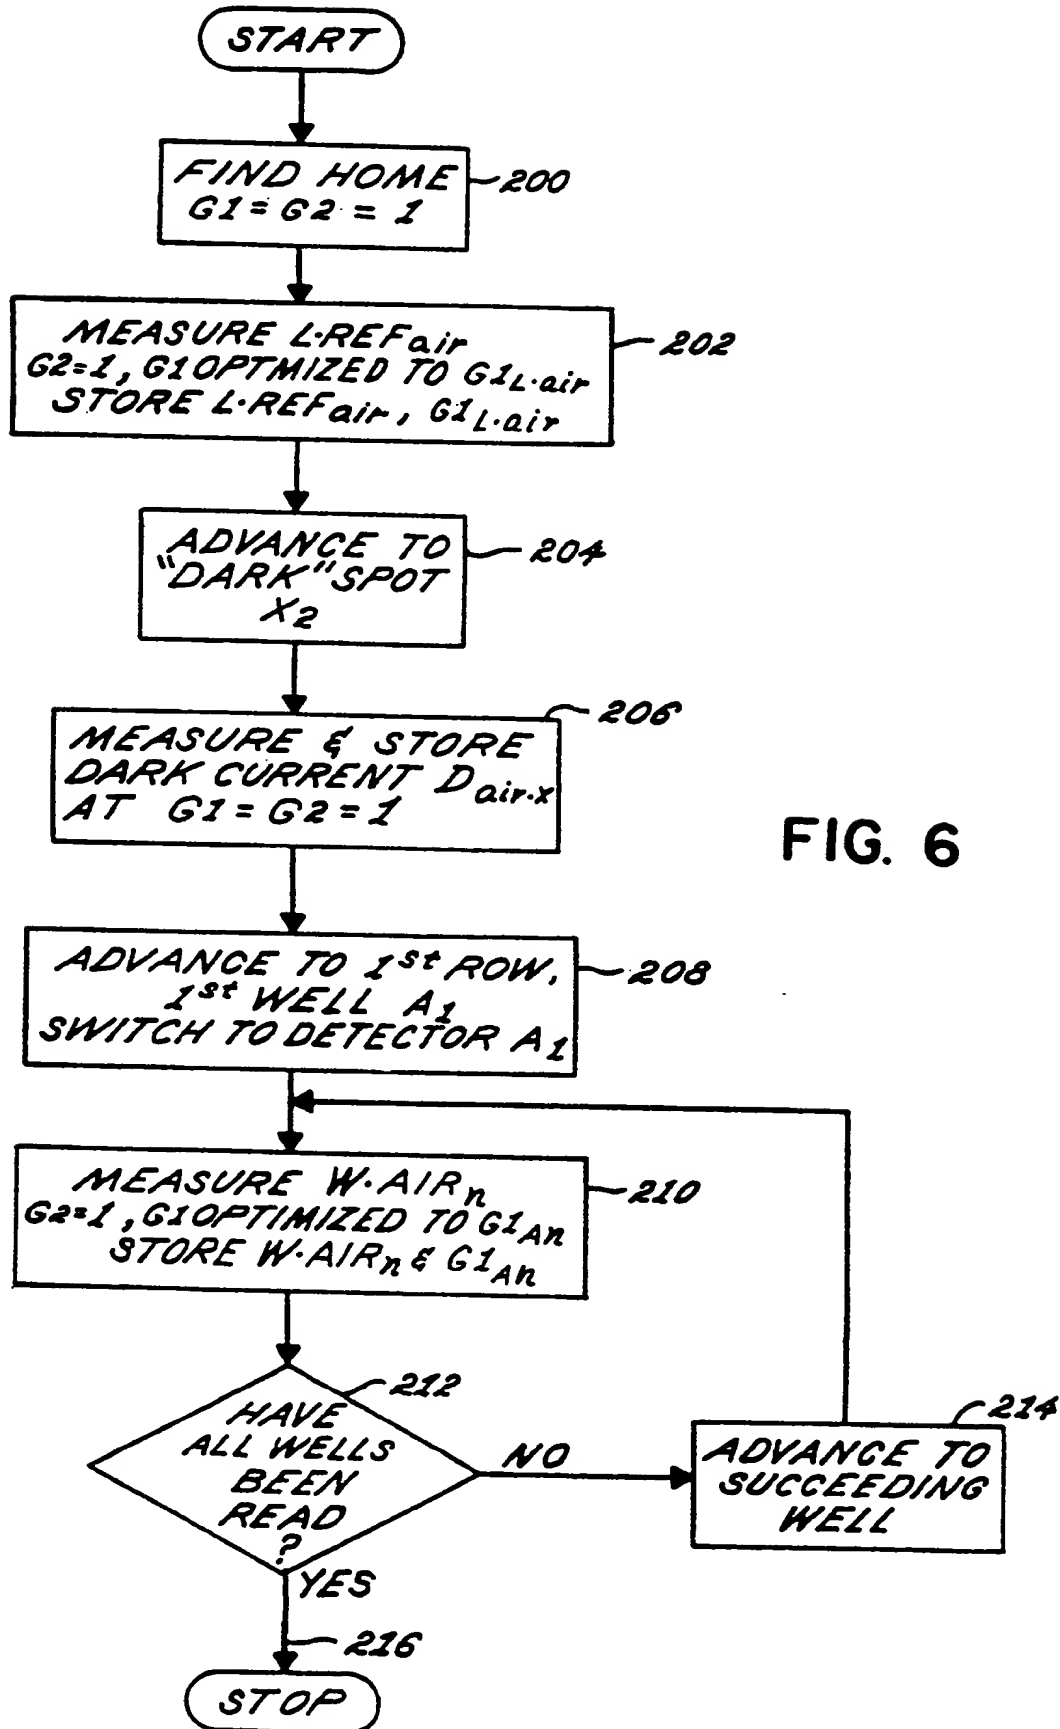 START
FIND HOME
G1 = G2 = 1
200
MEASURE L·REFair
G2=1, G1 OPTMIZED TO G1L·air
STORE L·REFair, G1L·air
202
ADVANCE TO
"DARK" SPOT
X2
204
MEASURE & STORE
DARK CURRENT Dair·x
AT G1 = G2 = 1
206
FIG. 6
ADVANCE TO 1st ROW,
1st WELL A1
SWITCH TO DETECTOR A1
208
MEASURE W·AIRn
G2=1, G1 OPTIMIZED TO G1An
STORE W·AIRn & G1An
210
HAVE
ALL WELLS
BEEN
READ
?
212
NO
ADVANCE TO
SUCCEEDING
WELL
214
YES
216
STOP